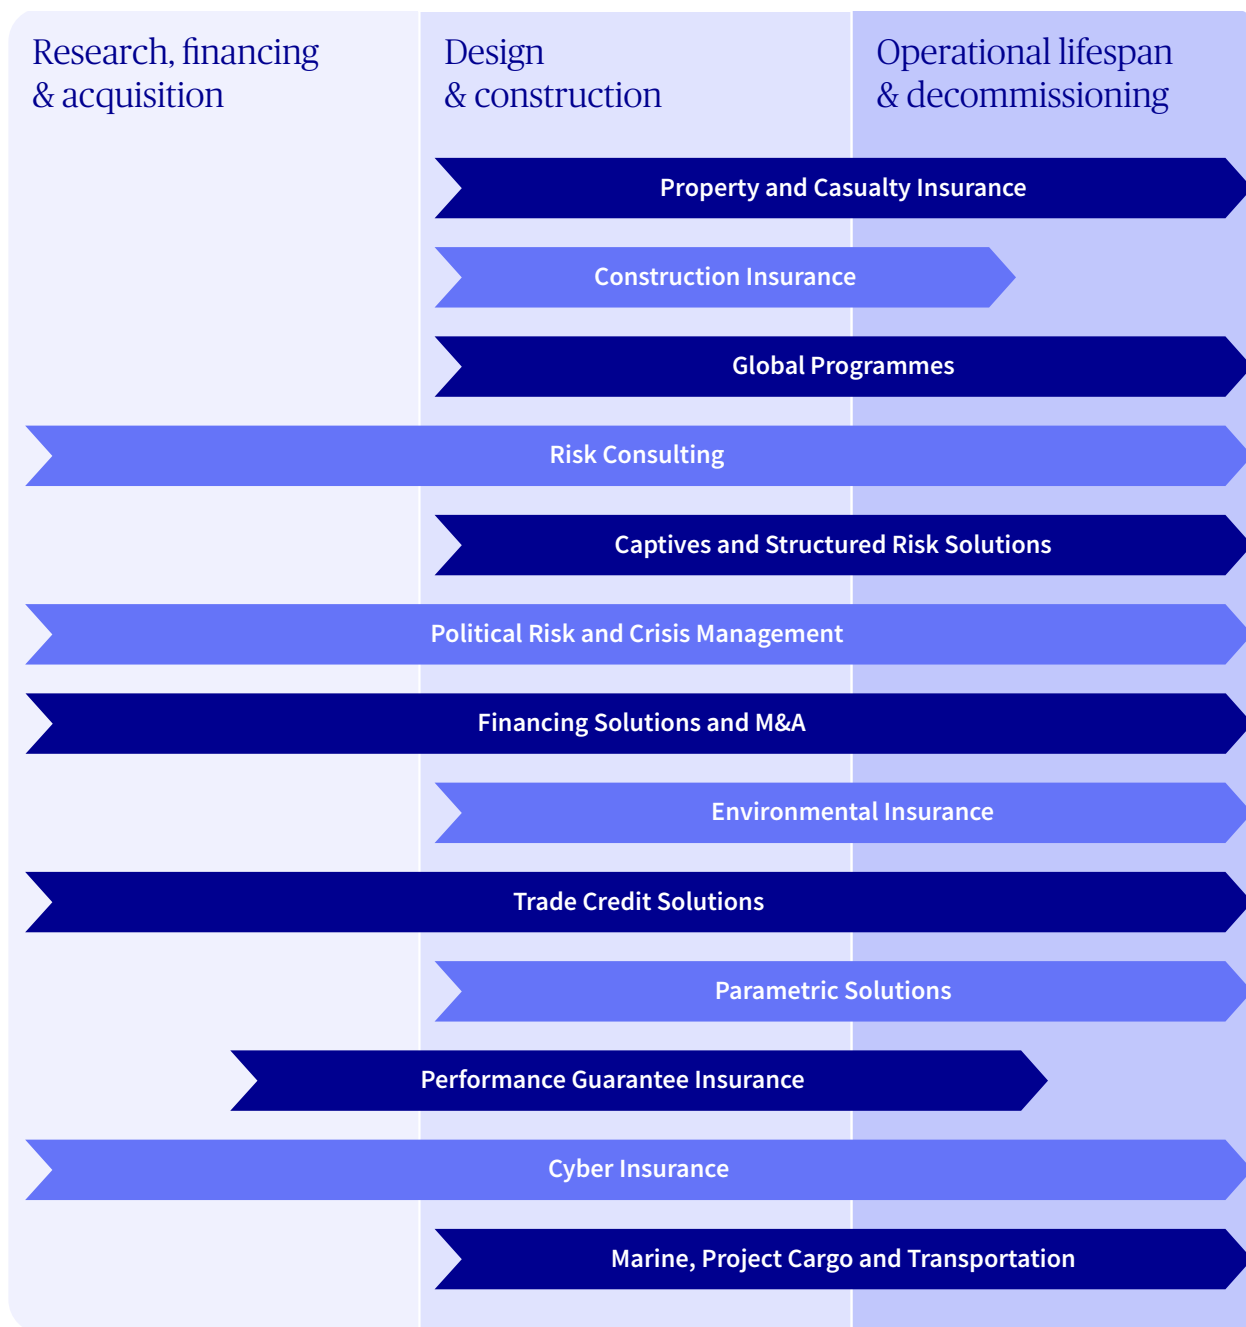 Research, financing
& acquisition
Design
& construction
Operational lifespan
& decommissioning
Property and Casualty Insurance
Construction Insurance
Global Programmes
Risk Consulting
Captives and Structured Risk Solutions
Political Risk and Crisis Management
Financing Solutions and M&A
Environmental Insurance
Trade Credit Solutions
Parametric Solutions
Performance Guarantee Insurance
Cyber Insurance
Marine, Project Cargo and Transportation